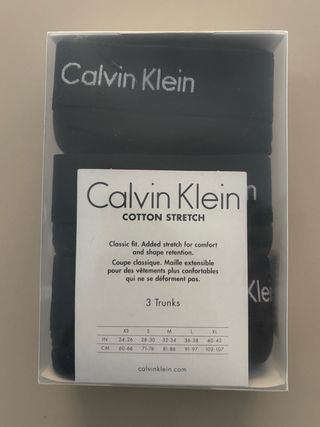 Calvin Klein
Calvin Klein
COTTON STRETCH
Classic fit. Added stretch for comfort
and shape retention.
Coupe classique. Maille extensible
pour des vêtements plus confortables
qui ne se déforment pas.
Klein
3 Trunks
XS S M L XL
IN 24-26 28-30 32-34 36-38 40-42
CM 60-66 71-76 81-86 91-97 102-107
calvinklein.com